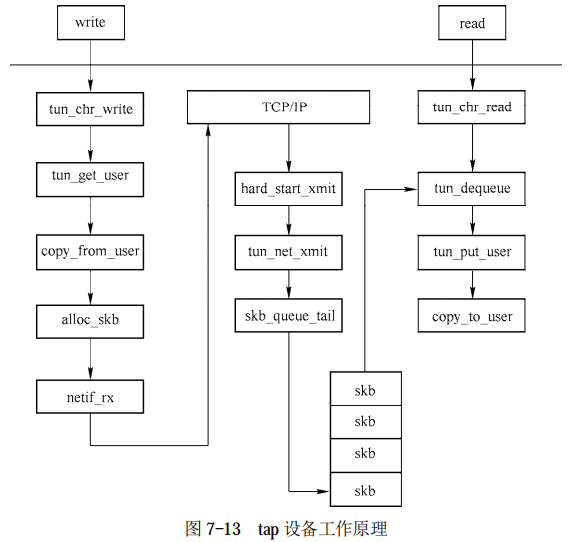 write
read
tun_chr_write
TCP/IP
tun_chr_read
tun_get_user
hard_start_xmit
tun_dequeue
copy_from_user
tun_net_xmit
tun_put_user
alloc_skb
skb_queue_tail
copy_to_user
netif_rx
skb
skb
skb
skb
图 7-13 tap 设备工作原理